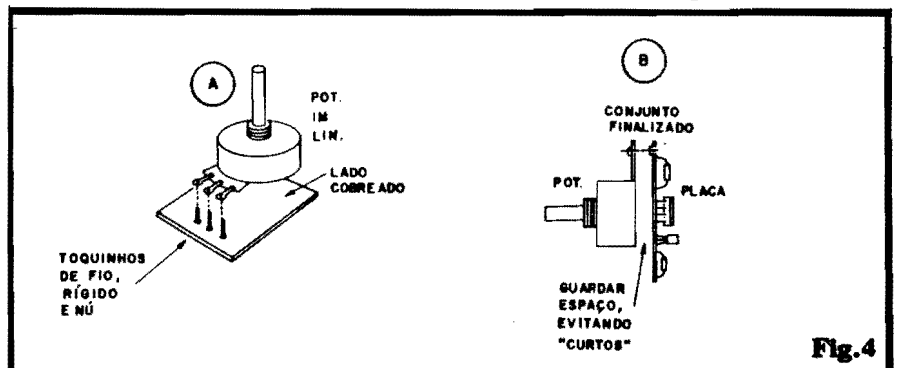 A
POT.
1M
LIN.
LADO
COBREADO
TOQUINHOS
DE FIO,
RÍGIDO
E NÚ
B
CONJUNTO
FINALIZADO
POT.
PLACA
GUARDAR
ESPAÇO,
EVITANDO
"CURTOS"
Fig.4